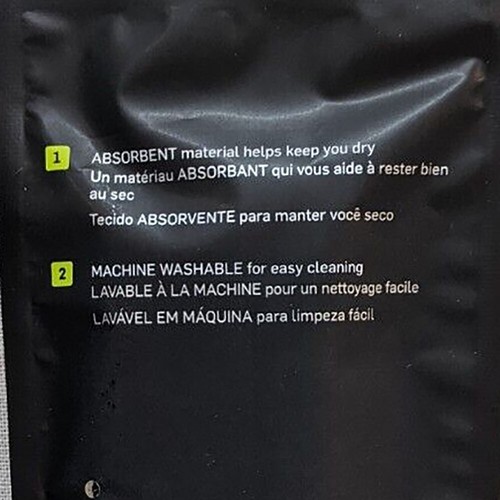 1
ABSORBENT material helps keep you dry
Un matériau ABSORBANT qui vous aide à rester bien
au sec
Tecido ABSORVENTE para manter você seco
2
MACHINE WASHABLE for easy cleaning
LAVABLE À LA MACHINE pour un nettoyage facile
LAVÁVEL EM MÁQUINA para limpeza fácil